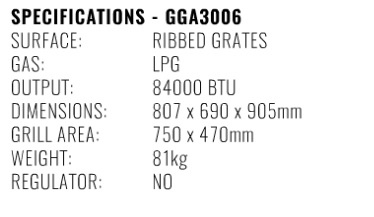 SPECIFICATIONS - GGA3006
SURFACE: RIBBED GRATES
GAS: LPG
OUTPUT: 84000 BTU
DIMENSIONS: 807 x 690 x 905mm
GRILL AREA: 750 x 470mm
WEIGHT: 81kg
REGULATOR: NO